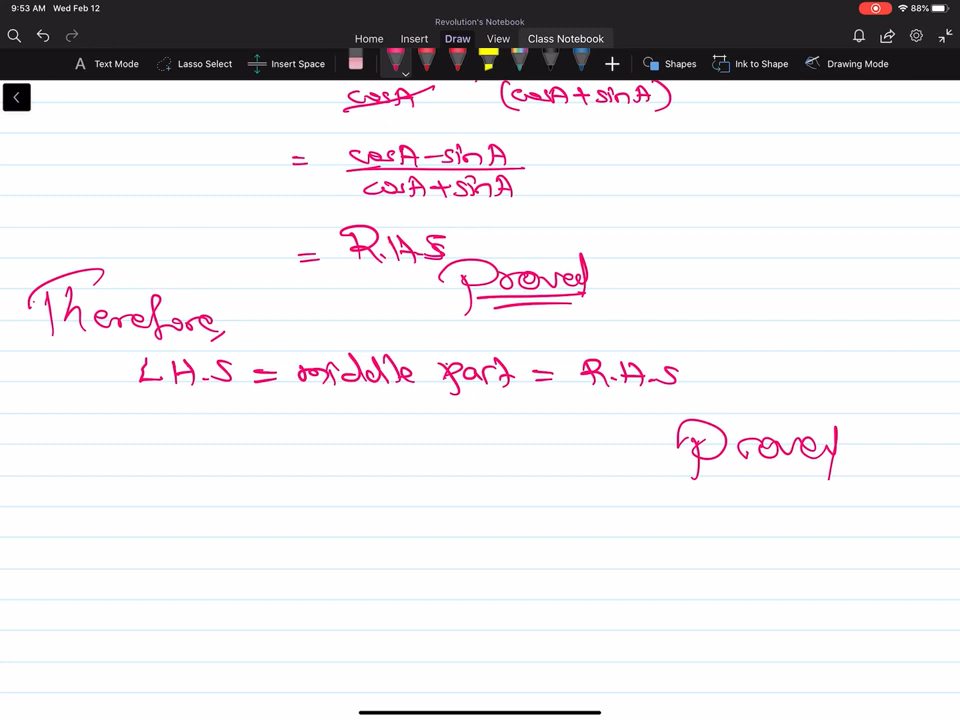 9:53 AM Wed Feb 12
88%
Revolution's Notebook
Home Insert Draw View Class Notebook
Text Mode Lasso Select Insert Space Shapes Ink to Shape Drawing Mode
cosA (cosA+sinA)
= cosA-sinA
cosA+sinA
= R.H.S
Proved
Therefore,
L.H.S = middle part = R.H.S
Proved